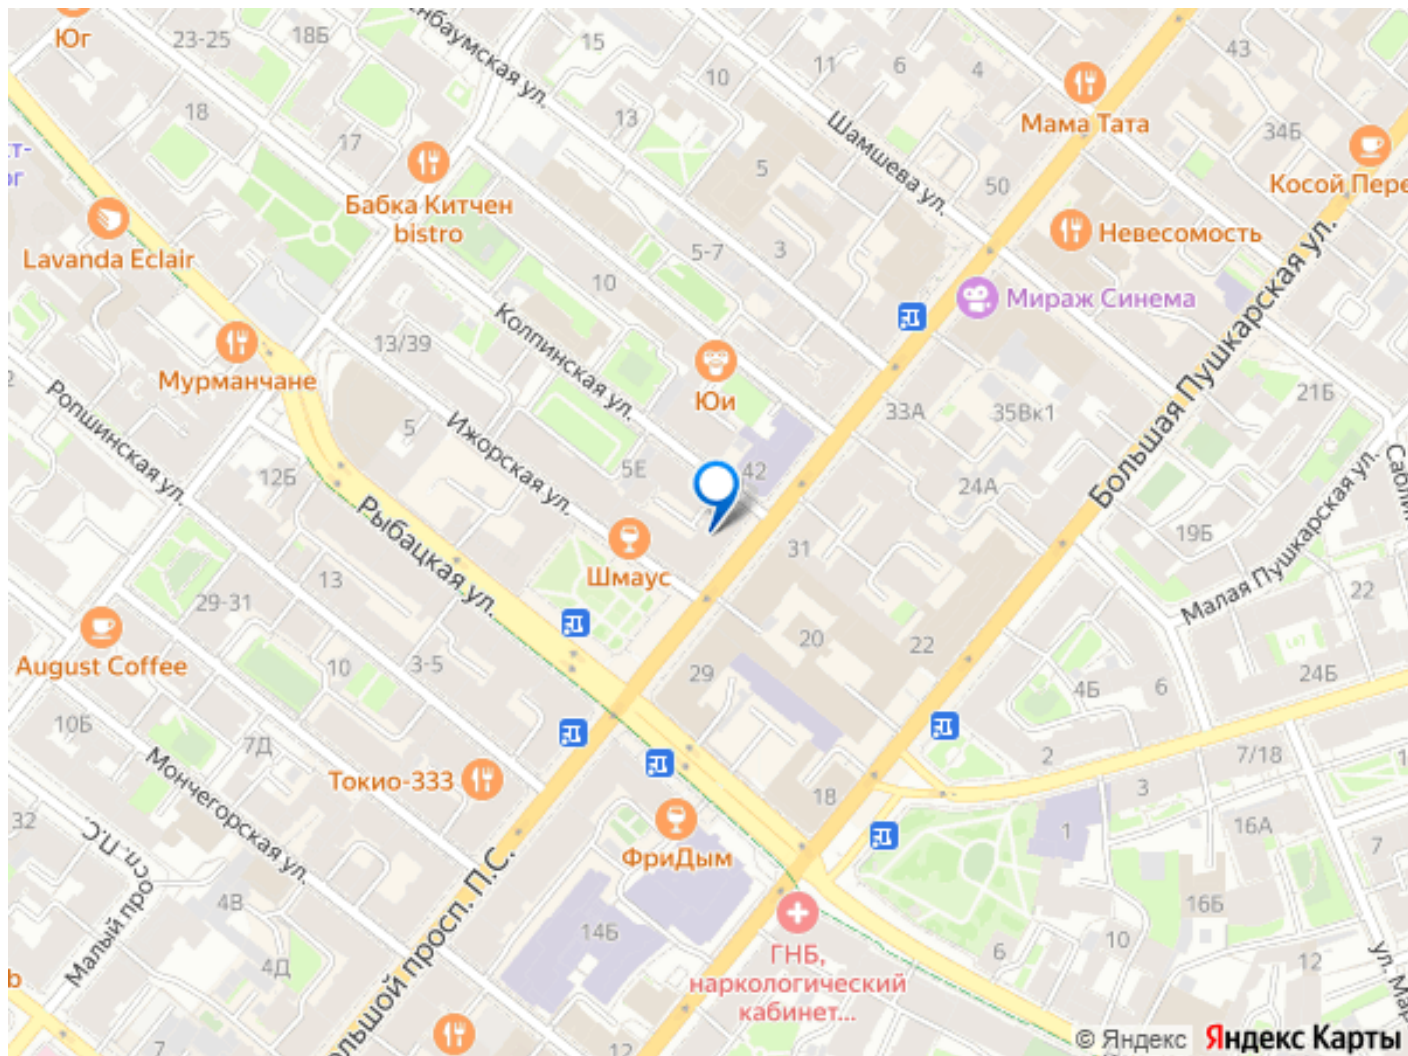 Юг
23-25
18Б
15
10
11
6
4
43
13
18
17
Мама Тата
34Б
Шамшева ул.
5
50
Косой Пере
Бабка Китчен
bistro
Lavanda Eclair
Невесомость
5-7
3
10
Мираж Синема
Большая Пушкарская ул.
Колпинская ул.
13/39
Мурманчане
Юи
21Б
Ропшинская ул.
5
Ижорская ул.
33А
35Вк1
12Б
5Е
42
24А
Рыбацкая ул.
19Б
31
Шмаус
13
29-31
Малая Пушкарская ул.
22
August Coffee
3-5
10
20
22
29
4Б
6
24Б
10Б
7Д
Мончегорская ул.
Токио-333
2
7/18
3
18
32
1
16А
7
ФриДым
Малый просп. П.С.
4В
14Б
16Б
4Д
ГНБ,
наркологический
кабинет...
6
10
12
7
12
© Яндекс Яндекс Карты